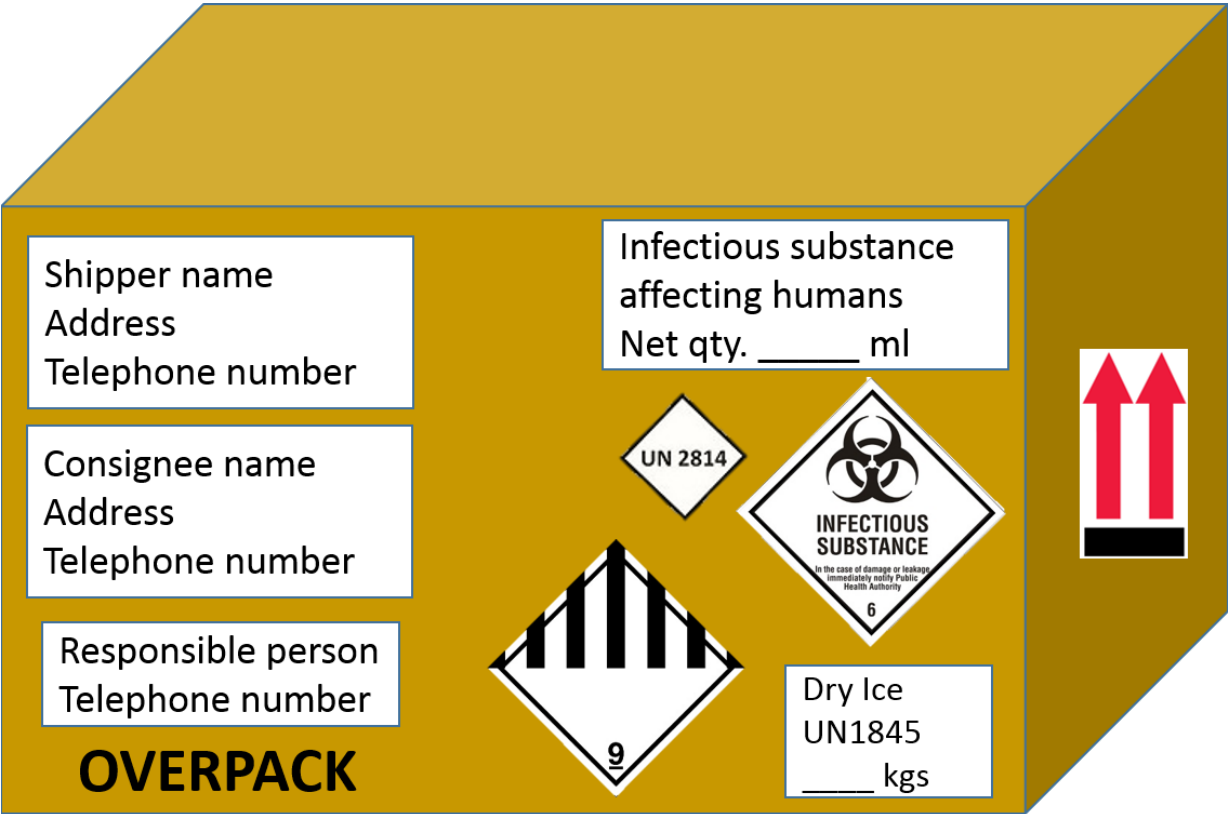 Shipper name
Address
Telephone number
Consignee name
Address
Telephone number
Responsible person
Telephone number
OVERPACK
Infectious substance
affecting humans
Net qty. _____ ml
UN 2814
INFECTIOUS
SUBSTANCE
In the case of damage or leakage
immediately notify Public
Health Authority
6
9
Dry Ice
UN1845
____ kgs